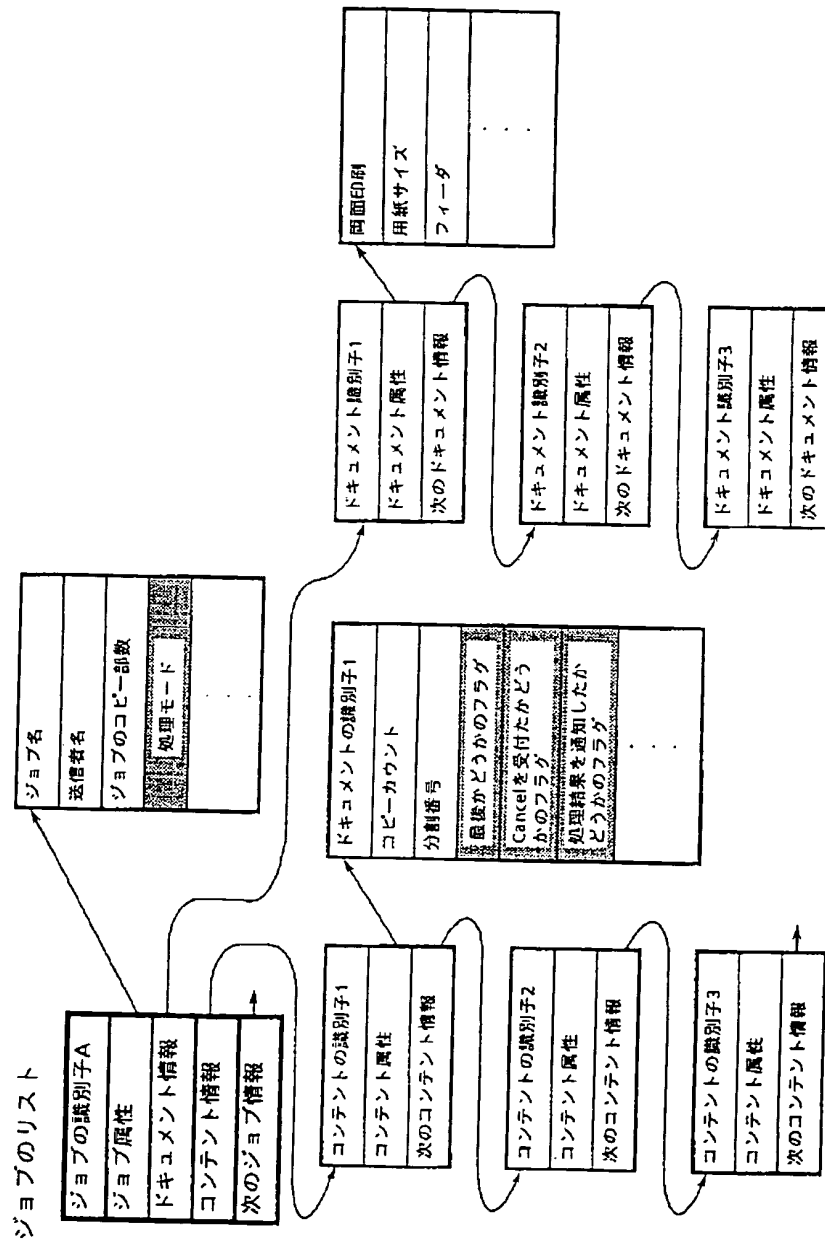 ジョブのリスト
ジョブの識別子A
ジョブ属性
ドキュメント情報
コンテント情報
次のジョブ情報
ジョブ名
送信者名
ジョブのコピー部数
処理モード
. . .
コンテントの識別子1
コンテント属性
次のコンテント情報
コンテントの識別子2
コンテント属性
次のコンテント情報
コンテントの識別子3
コンテント属性
次のコンテント情報
ドキュメントの識別子1
コピーカウント
分割番号
最後かどうかのフラグ
Cancelを受付たかどう
かのフラグ
処理結果を通知したか
どうかのフラグ
. . .
ドキュメント識別子1
ドキュメント属性
次のドキュメント情報
ドキュメント識別子2
ドキュメント属性
次のドキュメント情報
ドキュメント識別子3
ドキュメント属性
次のドキュメント情報
両面印刷
用紙サイズ
フィーダ
. . .